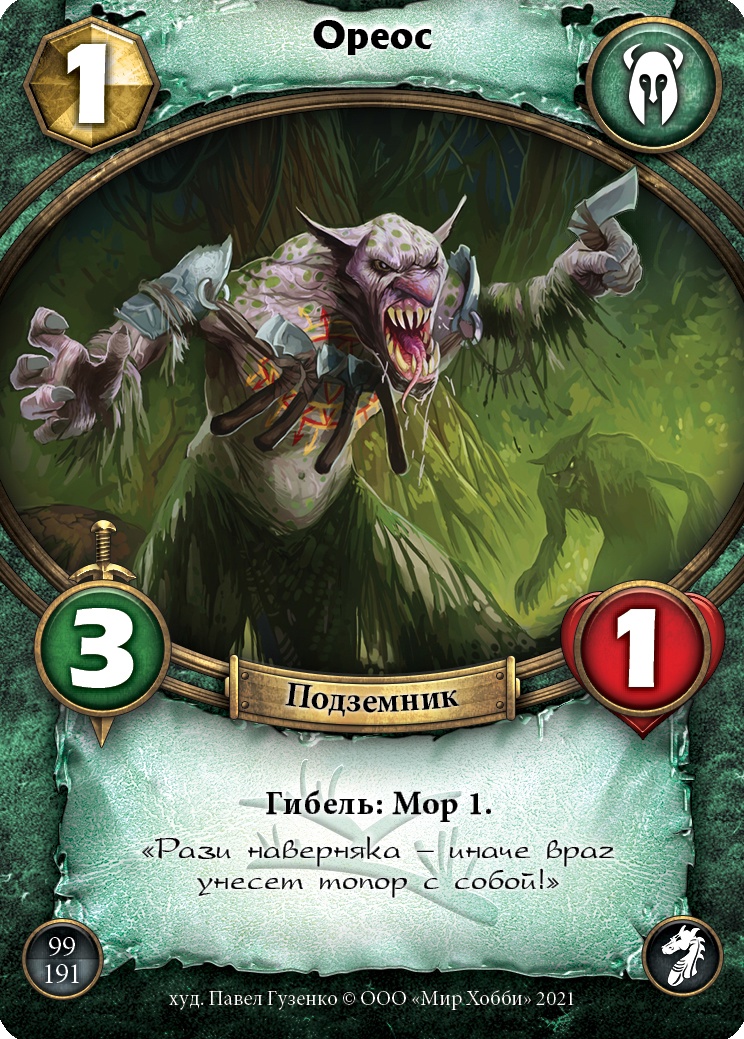 Ореос
1
3
1
Подземник
Гибель: Мор 1.
«Рази наверняка – иначе враг
унесет топор с собой!»
99
191
худ. Павел Гузенко © ООО «Мир Хобби» 2021